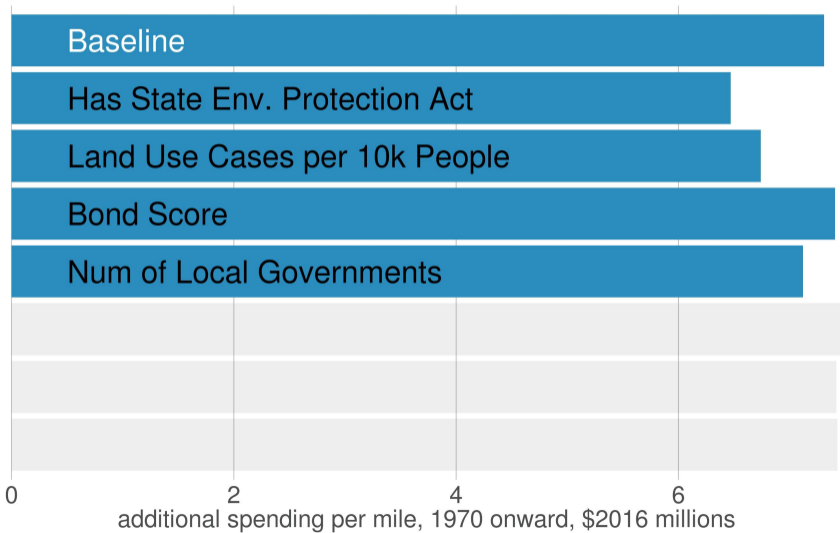 Baseline
Has State Env. Protection Act
Land Use Cases per 10k People
Bond Score
Num of Local Governments
0 2 4 6
additional spending per mile, 1970 onward, $2016 millions